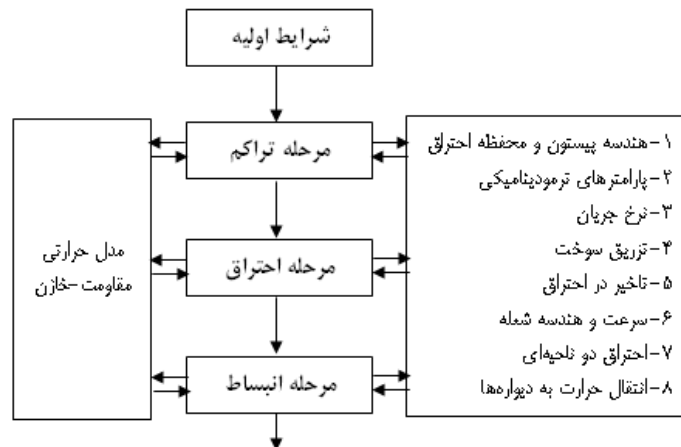 شرایط اولیه
مرحله تراکم
مرحله احتراق
مرحله انبساط
۱-هندسه پیستون و محفظه احتراق
۲-پارامترهای ترمودینامیکی
۳-نرخ جریان
۴-تزریق سوخت
۵-تاخیر در احتراق
۶-سرعت و هندسه شعله
۷-احتراق دو ناحیه‌ای
۸-انتقال حرارت به دیواره‌ها
مدل حرارتی
مقاومت-خازن